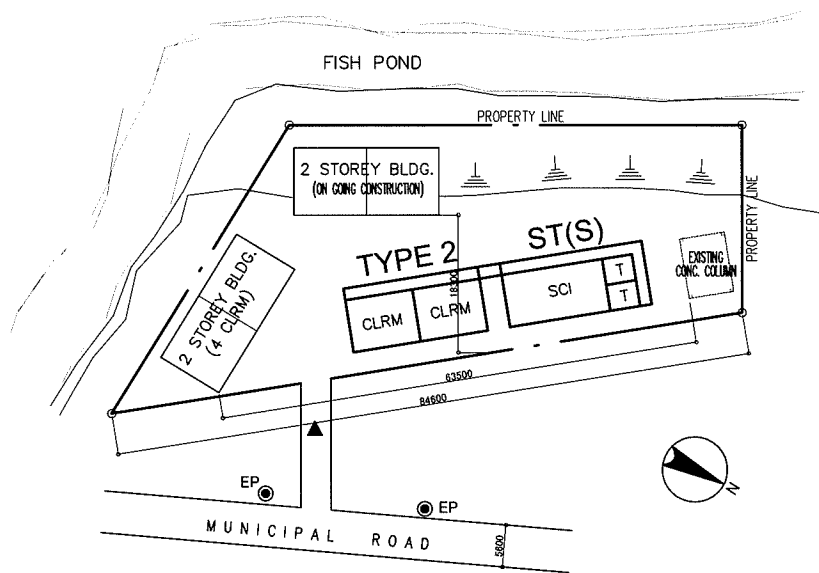 FISH POND
PROPERTY LINE
2 STOREY BLDG.
(ON GOING CONSTRUCTION)
PROPERTY LINE
TYPE 2
ST(S)
2 STOREY BLDG.
(4 CLRM)
EXISTING
CONC. COLUMN
18300
CLRM
CLRM
SCI
T
T
63500
84600
EP
EP
N
MUNICIPAL ROAD
5600